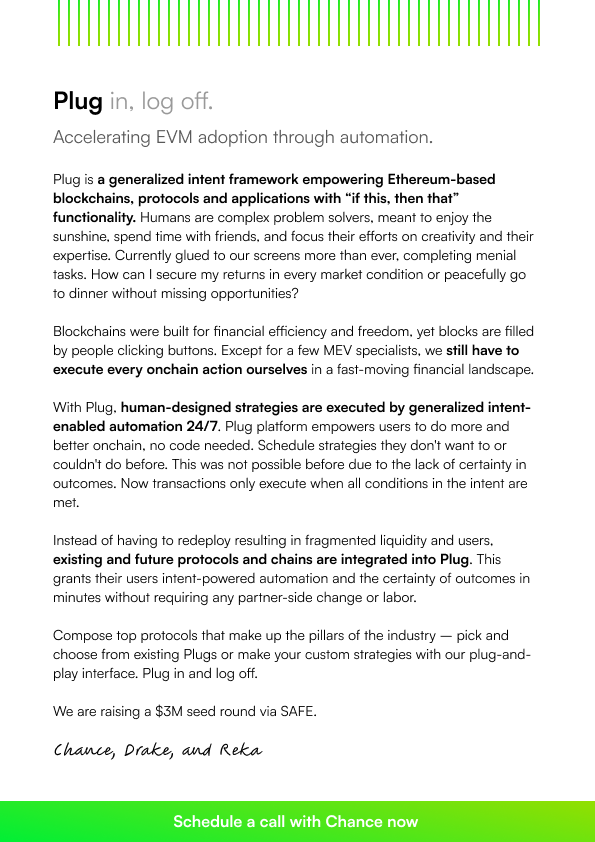 Plug in, log off.
Accelerating EVM adoption through automation.
Plug is a generalized intent framework empowering Ethereum-based
blockchains, protocols and applications with “if this, then that”
functionality. Humans are complex problem solvers, meant to enjoy the
sunshine, spend time with friends, and focus their efforts on creativity and their
expertise. Currently glued to our screens more than ever, completing menial
tasks. How can I secure my returns in every market condition or peacefully go
to dinner without missing opportunities?
Blockchains were built for financial efficiency and freedom, yet blocks are filled
by people clicking buttons. Except for a few MEV specialists, we still have to
execute every onchain action ourselves in a fast-moving financial landscape.
With Plug, human-designed strategies are executed by generalized intent-
enabled automation 24/7. Plug platform empowers users to do more and
better onchain, no code needed. Schedule strategies they don't want to or
couldn't do before. This was not possible before due to the lack of certainty in
outcomes. Now transactions only execute when all conditions in the intent are
met.
Instead of having to redeploy resulting in fragmented liquidity and users,
existing and future protocols and chains are integrated into Plug. This
grants their users intent-powered automation and the certainty of outcomes in
minutes without requiring any partner-side change or labor.
Compose top protocols that make up the pillars of the industry — pick and
choose from existing Plugs or make your custom strategies with our plug-and-
play interface. Plug in and log off.
We are raising a $3M seed round via SAFE.
Chance, Drake, and Reka
Schedule a call with Chance now